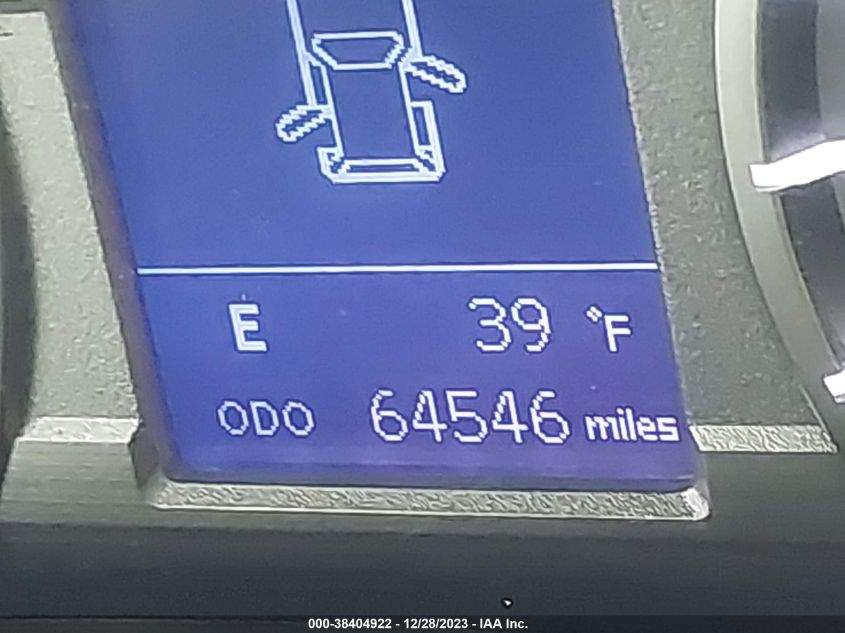 E 39 °F
ODO 64546 miles
000-38404922 - 12/28/2023 - IAA Inc.